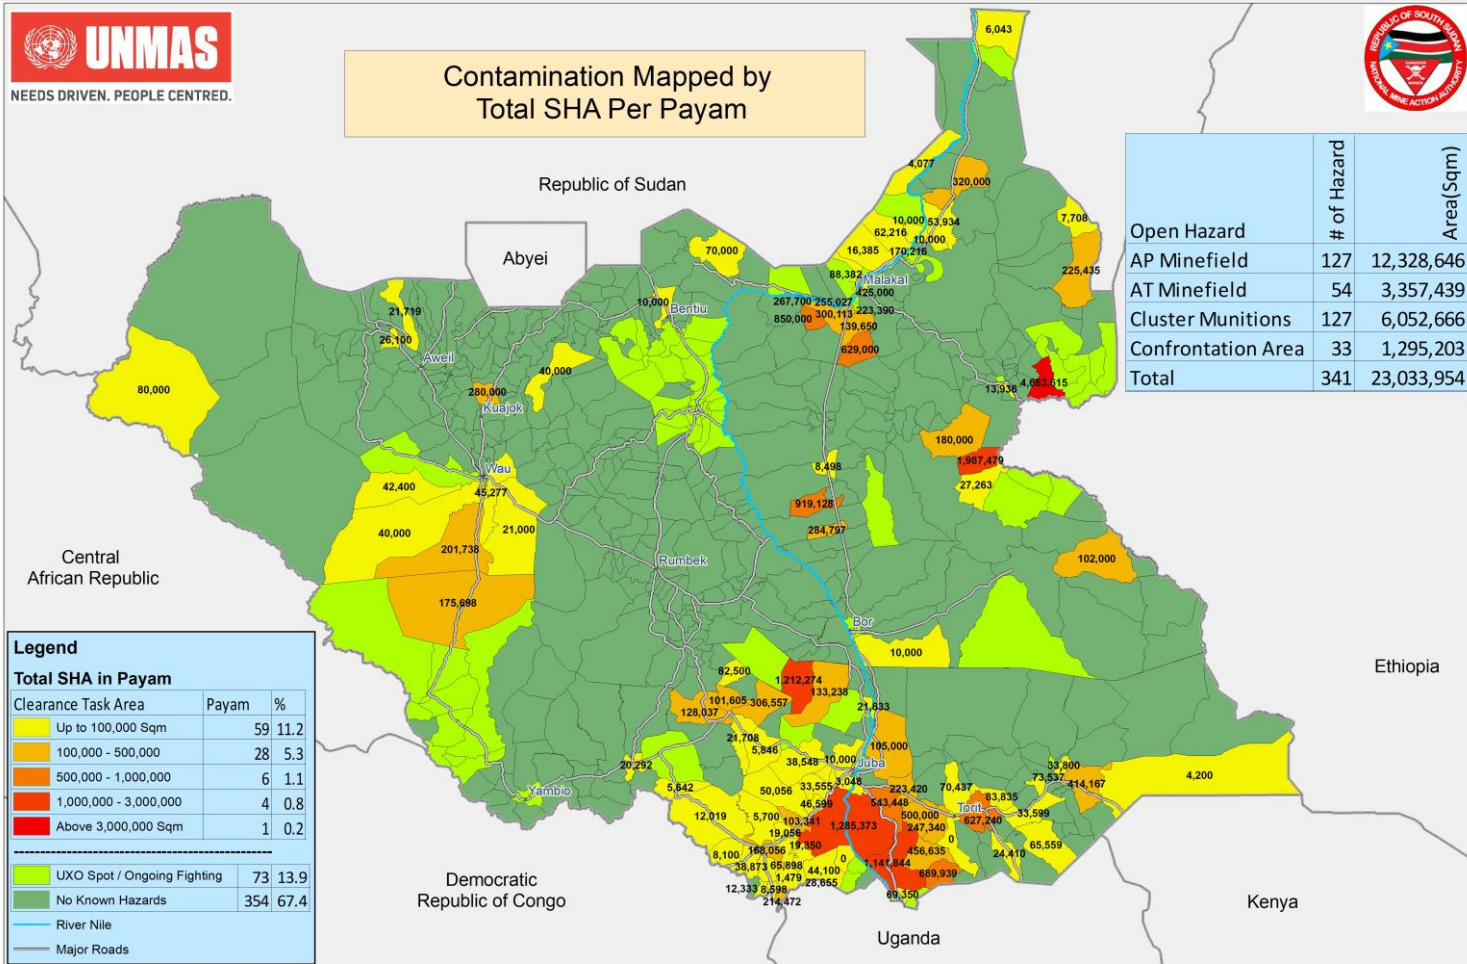 UNMAS
NEEDS DRIVEN. PEOPLE CENTRED.
Contamination Mapped by
Total SHA Per Payam
REPUBLIC OF SOUTH SUDAN
NATIONAL MINE ACTION AUTHORITY
Open Hazard # of Hazard Area(Sqm)
AP Minefield 127 12,328,646
AT Minefield 54 3,357,439
Cluster Munitions 127 6,052,666
Confrontation Area 33 1,295,203
Total 341 23,033,954
Republic of Sudan
Abyei
Central
African Republic
Democratic
Republic of Congo
Uganda
Kenya
Ethiopia
6,043
4,077
320,000
10,000
53,934
62,216
10,000
16,385
170,216
7,708
225,435
70,000
88,382
Malakal
425,000
267,700
255,027
223,390
850,000
300,113
139,650
629,000
10,000
Bentiu
21,719
26,100
Aweil
40,000
280,000
Kuajok
80,000
13,936
4,683,615
180,000
1,987,479
27,263
8,498
919,128
284,797
Wau
42,400
45,277
40,000
21,000
201,738
175,698
Rumbek
102,000
Bor
10,000
82,500
1,212,274
133,238
101,605
306,557
128,037
21,833
21,708
5,846
105,000
38,548
10,000
Juba
20,292
Yambio
5,642
12,019
50,056
33,555
3,048
46,599
223,420
543,448
70,437
83,835
33,800
73,537
414,167
4,200
Torit
5,700
103,341
19,056
1,285,373
500,000
247,340
627,240
33,599
0
19,850
168,056
8,100
38,873
65,898
0
1,141,844
456,635
24,410
65,559
1,479
44,100
28,655
689,939
12,333
8,598
214,472
69,350
Legend
Total SHA in Payam
Clearance Task Area Payam %
Up to 100,000 Sqm 59 11.2
100,000 - 500,000 28 5.3
500,000 - 1,000,000 6 1.1
1,000,000 - 3,000,000 4 0.8
Above 3,000,000 Sqm 1 0.2
UXO Spot / Ongoing Fighting 73 13.9
No Known Hazards 354 67.4
River Nile
Major Roads